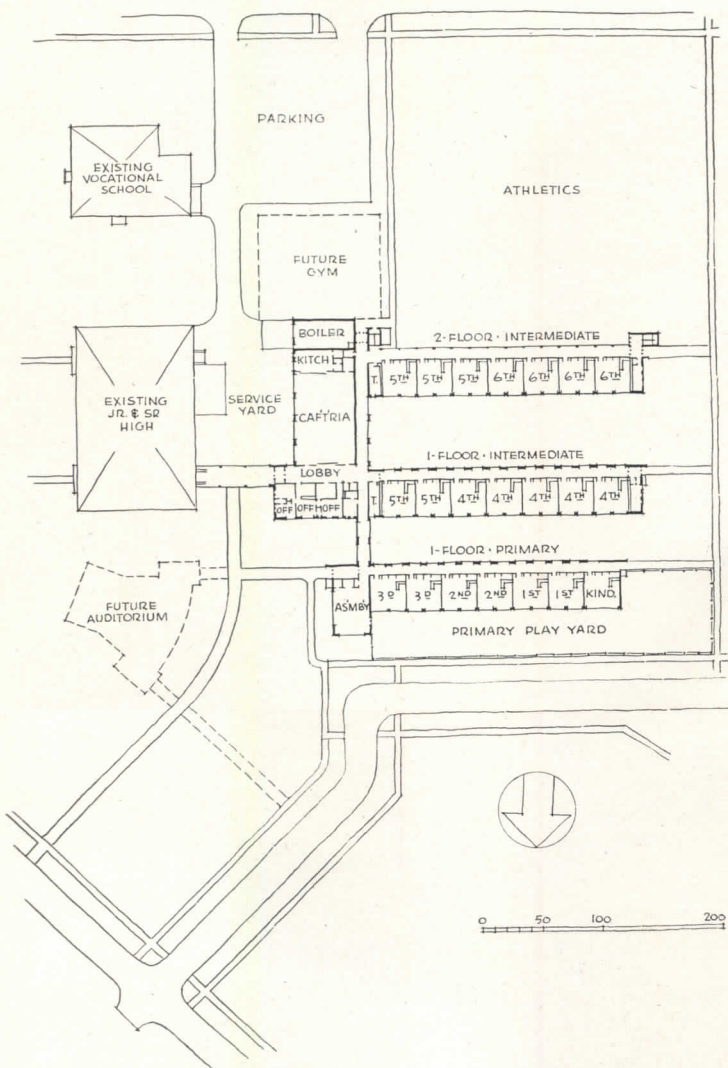 PARKING
EXISTING
VOCATIONAL
SCHOOL
ATHLETICS
FUTURE
GYM
BOILER
2-FLOOR · INTERMEDIATE
KITCH
T. 5TH 5TH 5TH 6TH 6TH 6TH 6TH
EXISTING
JR. & SR
HIGH
SERVICE
YARD
CAF'T'RIA
1-FLOOR · INTERMEDIATE
LOBBY
T. 5TH 5TH 4TH 4TH 4TH 4TH 4TH
OFF OFF H OFF
1-FLOOR · PRIMARY
3D 3D 2ND 2ND 1ST 1ST KIND.
ASMBY
FUTURE
AUDITORIUM
PRIMARY PLAY YARD
0 50 100 200